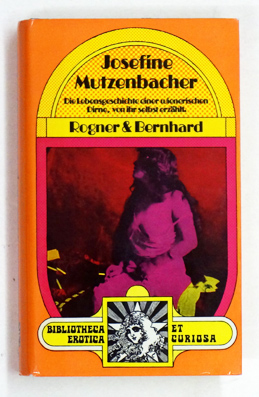 Josefine
Mutzenbacher
Die Lebensgeschichte einer wienerischen
Dirne, von ihr selbst erzählt.
Rogner & Bernhard
BIBLIOTHECA ET
EROTICA CURIOSA